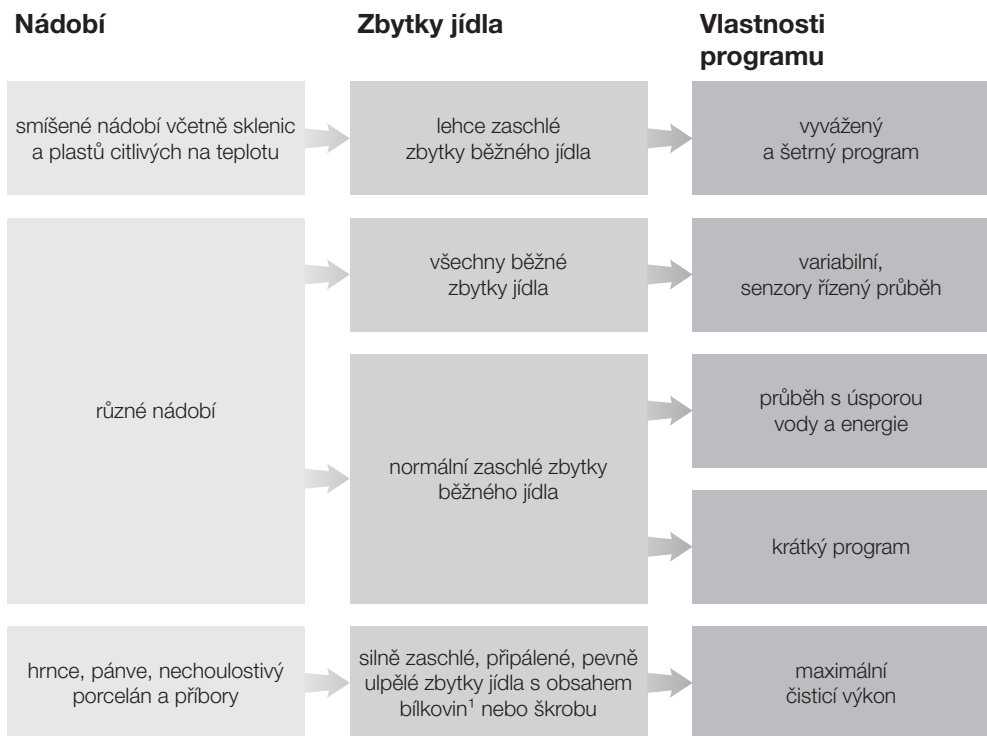 Nádobí
Zbytky jídla
Vlastnosti
programu
smíšené nádobí včetně sklenic
a plastů citlivých na teplotu
lehce zaschlé
zbytky běžného jídla
vyvážený
a šetrný program
různé nádobí
všechny běžné
zbytky jídla
variabilní,
senzory řízený průběh
normální zaschlé zbytky
běžného jídla
průběh s úsporou
vody a energie
krátký program
hrnce, pánve, nechoulostivý
porcelán a příbory
silně zaschlé, připálené, pevně
ulpělé zbytky jídla s obsahem
bílkovin¹ nebo škrobu
maximální
čisticí výkon